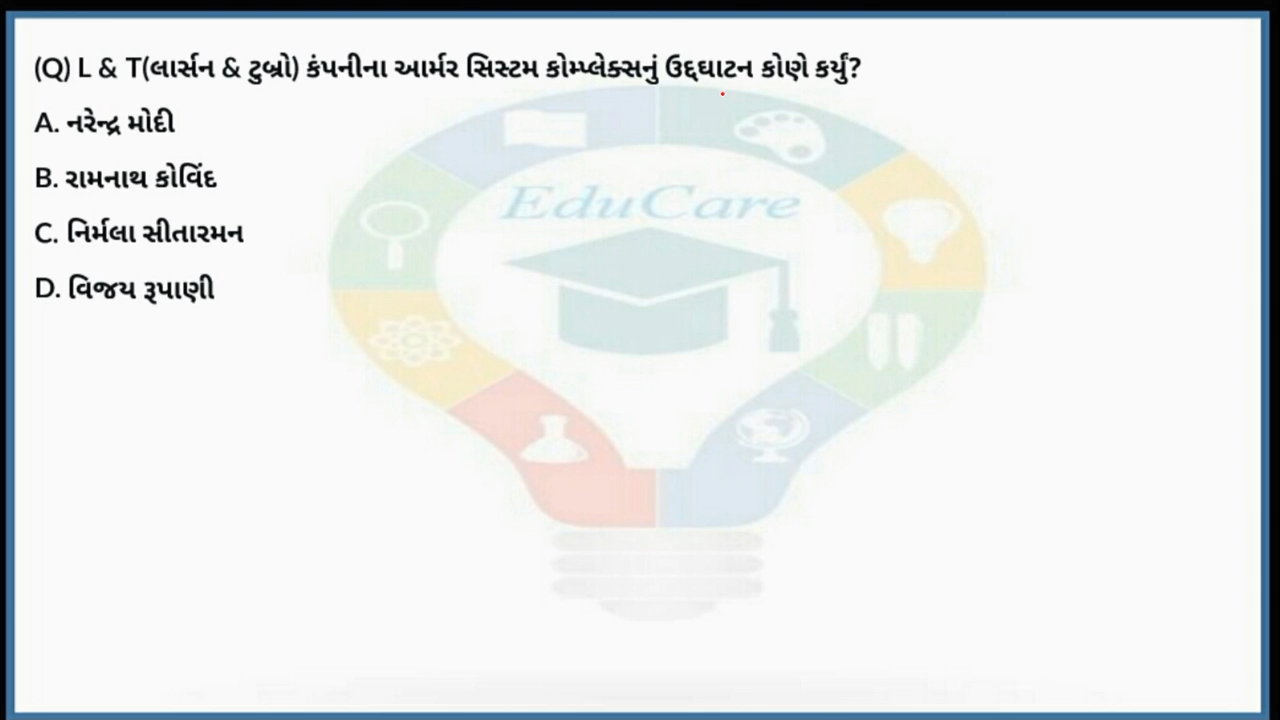 (Q) L & T(લાર્સન & ટુબ્રો) કંપનીના આર્મર સિસ્ટમ કોમ્પ્લેક્સનું ઉદ્દઘાટન કોણે કર્યું?
A. નરેન્દ્ર મોદી
B. રામનાથ કોવિંદ
C. નિર્મલા સીતારમન
D. વિજય રૂપાણી
EduCare